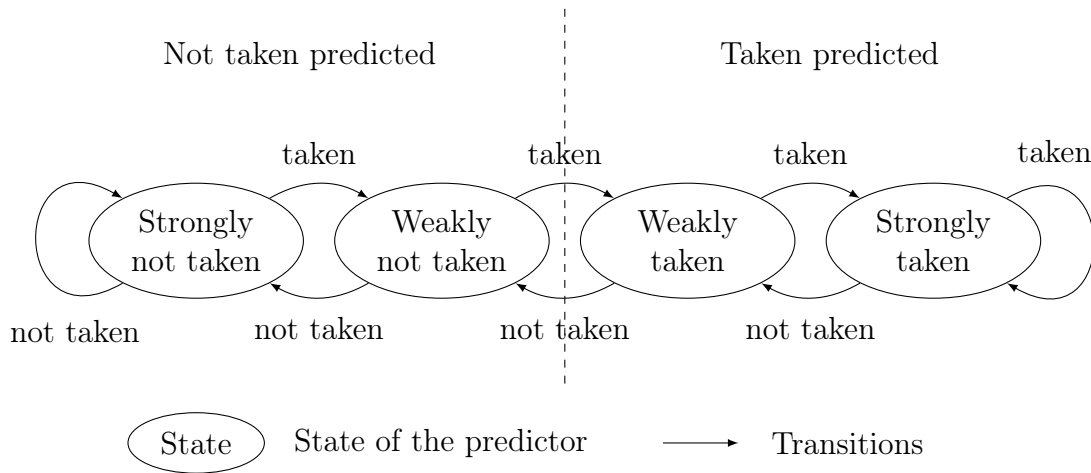 Not taken predicted
Taken predicted
taken
taken
taken
taken
Strongly
not taken
Weakly
not taken
Weakly
taken
Strongly
taken
not taken
not taken
not taken
not taken
State
State of the predictor
Transitions